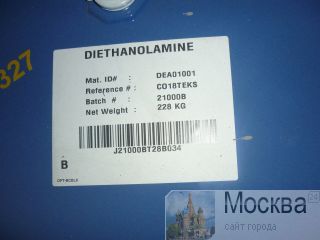 327
DIETHANOLAMINE
Mat. ID# : DEA01001
Reference # : CO18TEKS
Batch # : 21000B
Net Weight : 228 KG
J21000BT28B034
B
Москва
сайт города